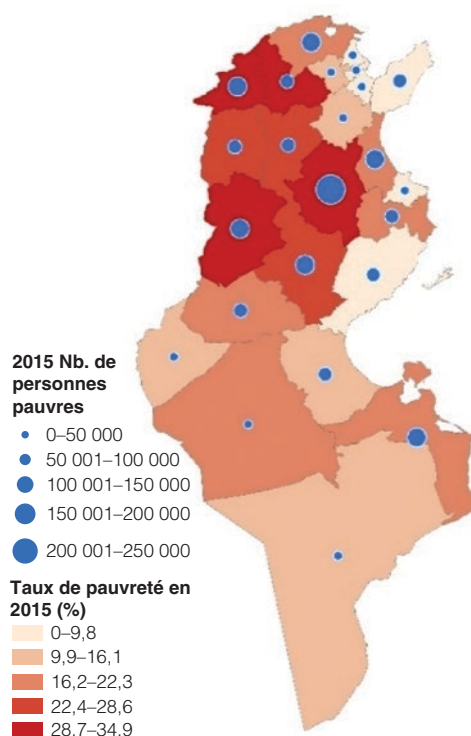 2015 Nb. de
personnes
pauvres
0–50 000
50 001–100 000
100 001–150 000
150 001–200 000
200 001–250 000
Taux de pauvreté en
2015 (%)
0–9,8
9,9–16,1
16,2–22,3
22,4–28,6
28,7–34,9